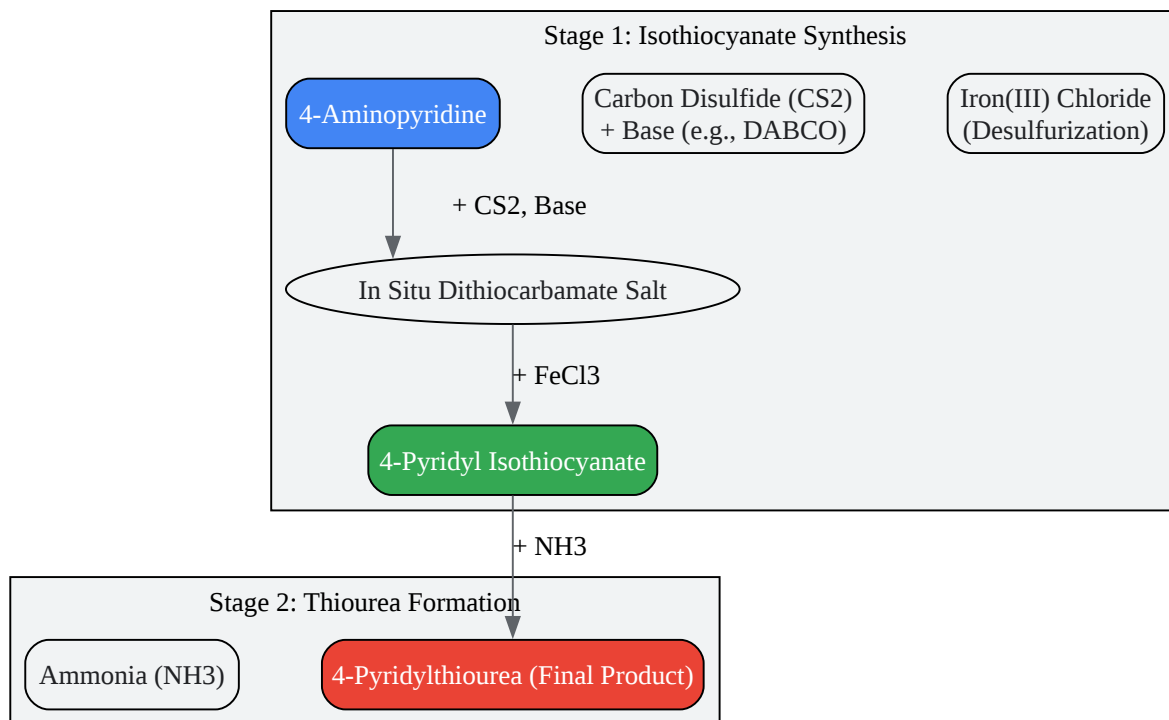 Stage 1: Isothiocyanate Synthesis
4-Aminopyridine
Carbon Disulfide (CS2)
+ Base (e.g., DABCO)
Iron(III) Chloride
(Desulfurization)
+ CS2, Base
In Situ Dithiocarbamate Salt
+ FeCl3
4-Pyridyl Isothiocyanate
+ NH3
Stage 2: Thiourea Formation
Ammonia (NH3)
4-Pyridylthiourea (Final Product)